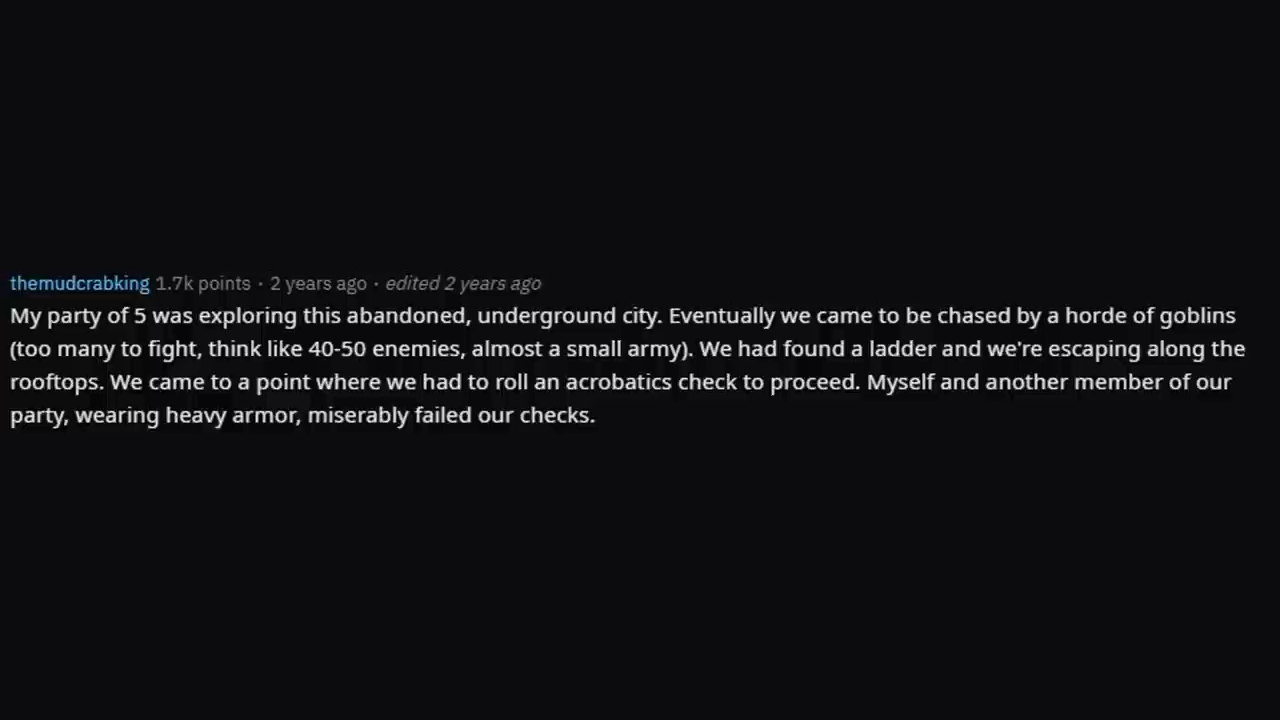 themudcrabking 1.7k points · 2 years ago · edited 2 years ago
My party of 5 was exploring this abandoned, underground city. Eventually we came to be chased by a horde of goblins
(too many to fight, think like 40-50 enemies, almost a small army). We had found a ladder and we're escaping along the
rooftops. We came to a point where we had to roll an acrobatics check to proceed. Myself and another member of our
party, wearing heavy armor, miserably failed our checks.